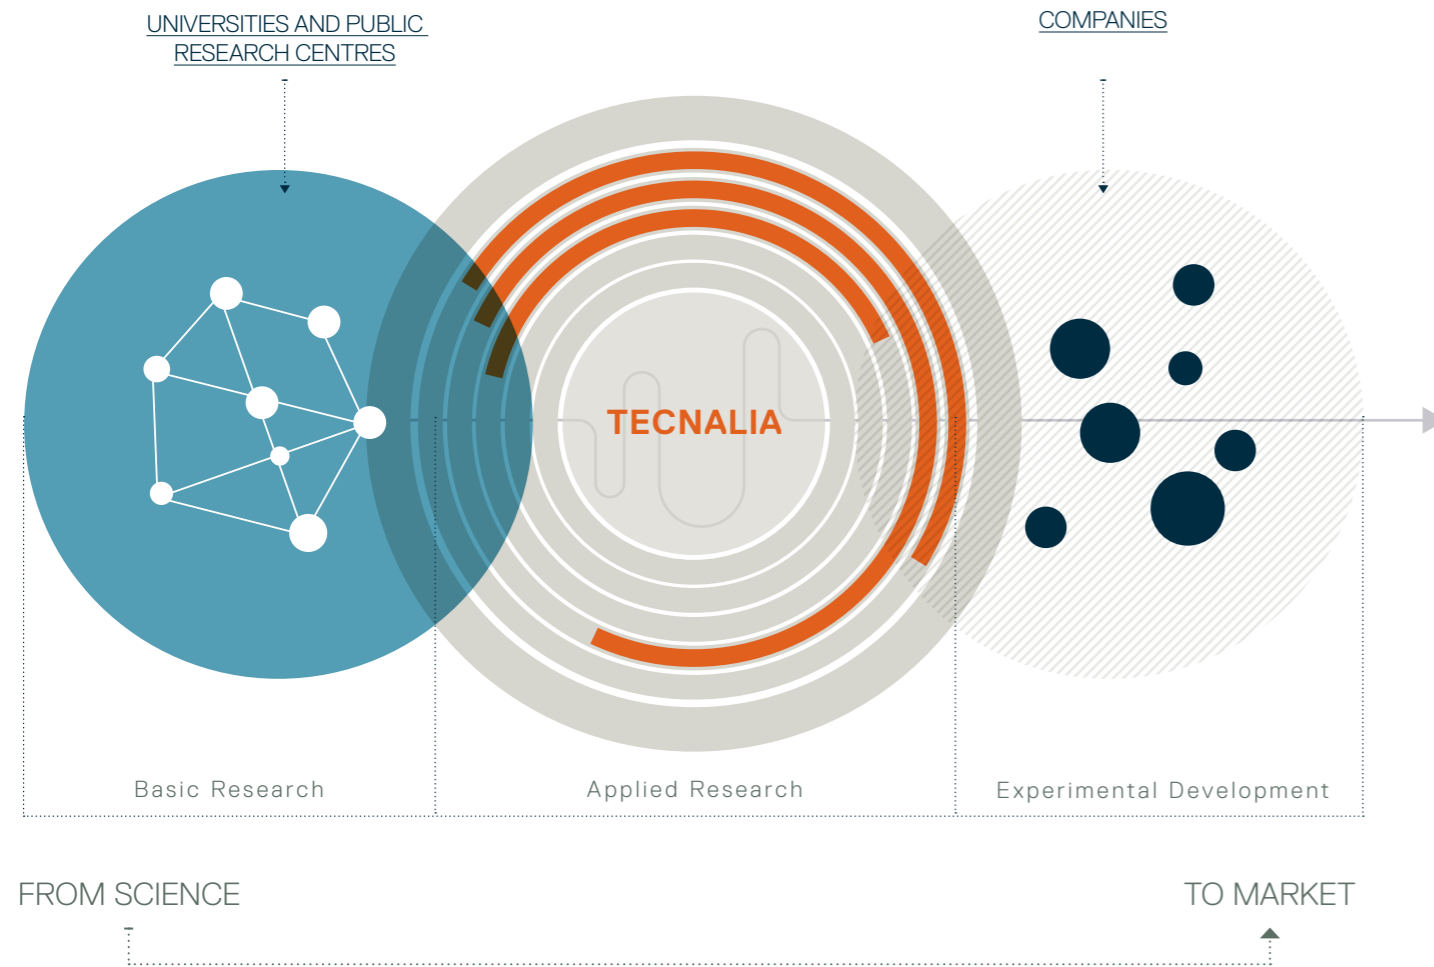 UNIVERSITIES AND PUBLIC
RESEARCH CENTRES
COMPANIES
TECNALIA
Basic Research
Applied Research
Experimental Development
FROM SCIENCE
TO MARKET